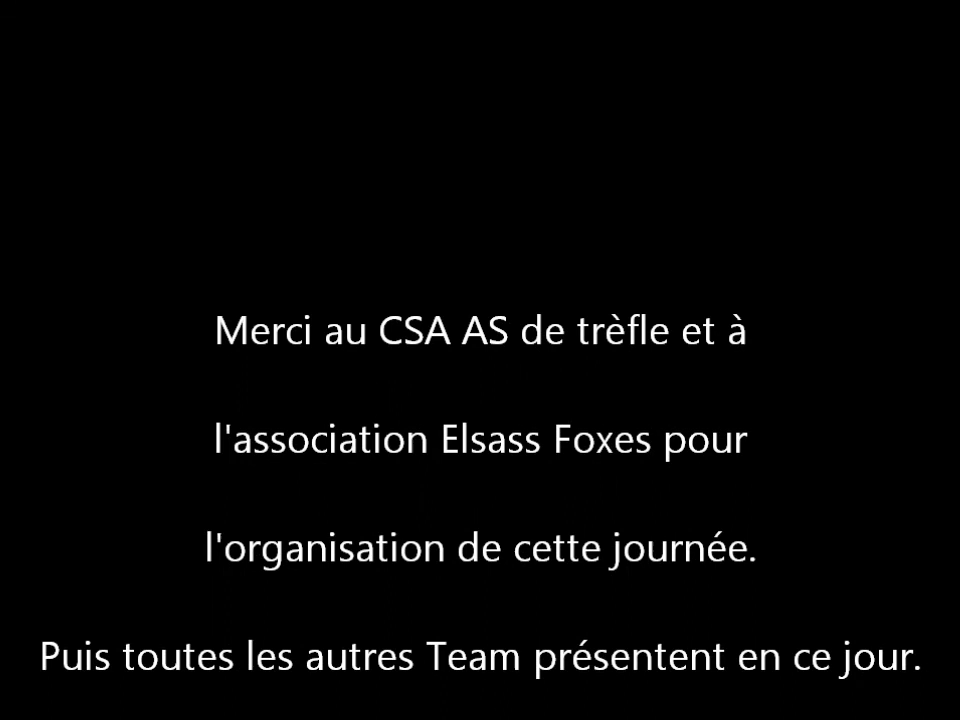 Merci au CSA AS de trèfle et à
l'association Elsass Foxes pour
l'organisation de cette journée.
Puis toutes les autres Team présentent en ce jour.